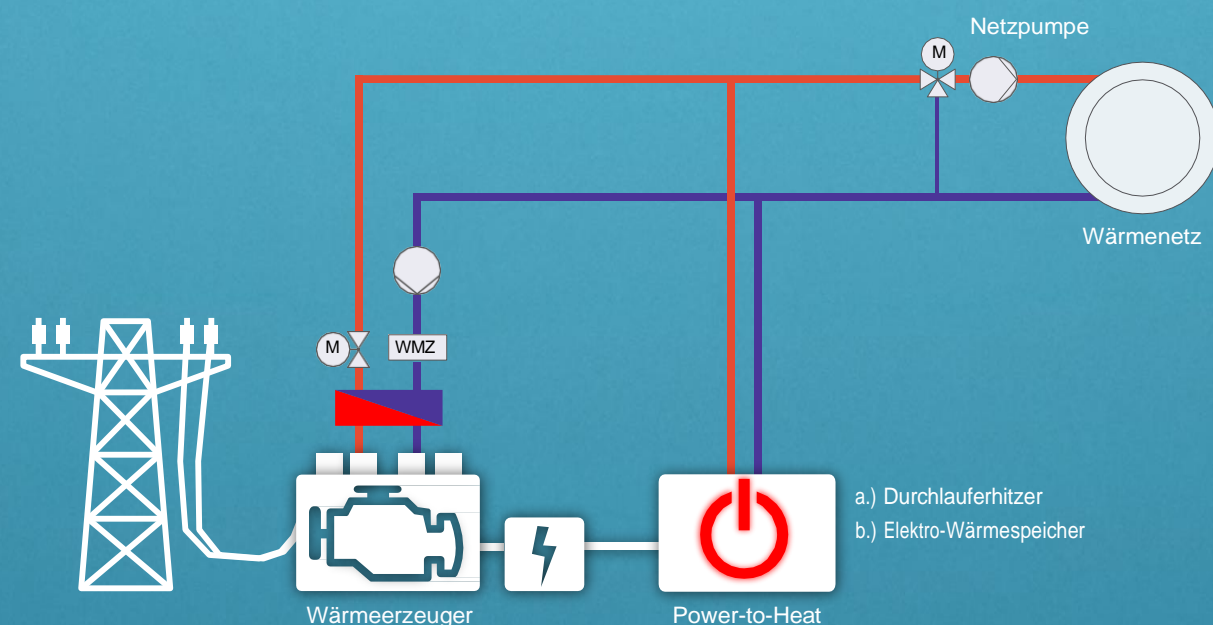 Netzpumpe
M
Wärmenetz
M
WMZ
a.) Durchlauferhitzer
b.) Elektro-Wärmespeicher
Wärmeerzeuger
Power-to-Heat